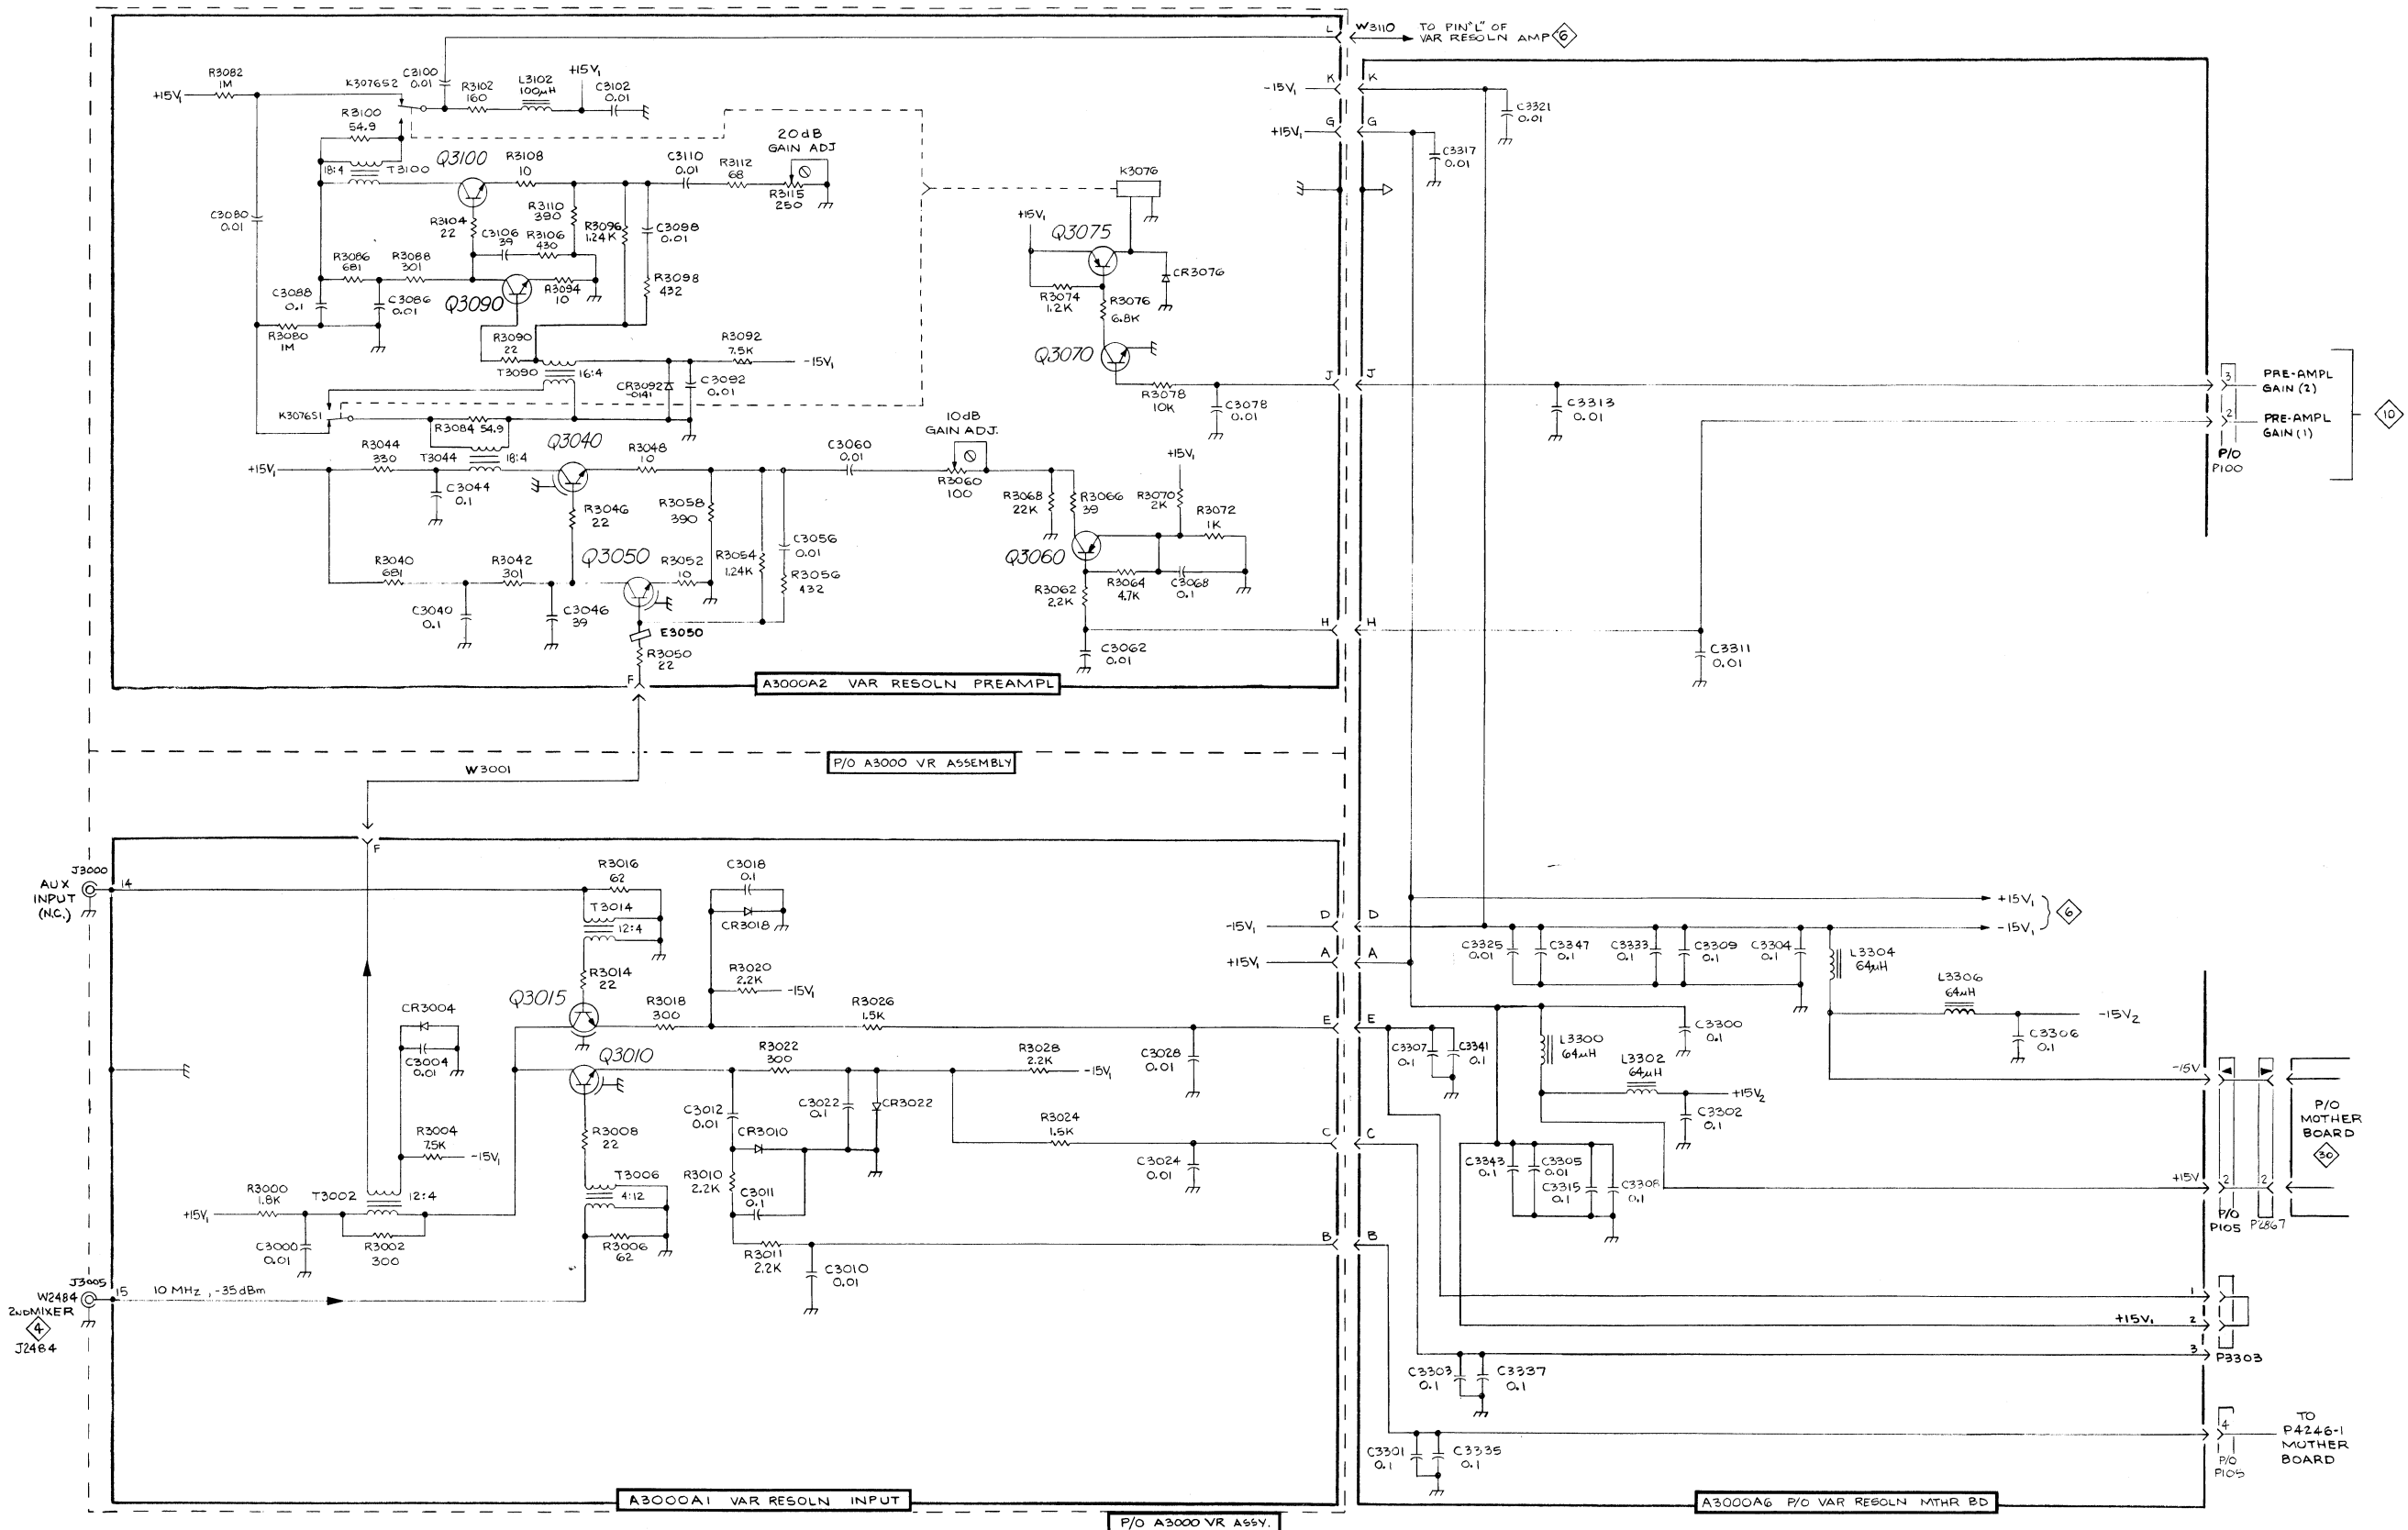 W3110 TO PIN "L" OF
VAR RESOLN AMP 6
L
R3082
1M
+15V1
K3076S2
C3100
0.01
R3102
160
L3102
100µH
+15V1
C3102
0.01
R3100
54.9
18:4
T3100
Q3100
R3108
10
C3110
0.01
R3112
68
20dB
GAIN ADJ
R3115
250
C3080
0.01
R3104
22
R3110
390
C3106
39
R3106
430
R3096
1.24K
C3098
0.01
R3086
681
R3088
301
R3098
432
C3088
0.1
C3086
0.01
Q3090
R3094
10
R3080
1M
R3090
22
R3092
7.5K
-15V1
T3090
16:4
CR3092
-0141
C3092
0.01
K3076S1
R3084 54.9
K3076
+15V1
Q3075
CR3076
R3074
1.2K
R3076
6.8K
Q3070
R3078
10K
C3078
0.01
J
J
K
K
-15V1
G
G
+15V1
C3321
0.01
C3317
0.01
C3313
0.01
3
PRE-AMPL
GAIN (2)
2
PRE-AMPL
GAIN (1)
P/O
P100
10
+15V1
R3044
330
T3044
18:4
Q3040
R3048
10
C3044
0.1
R3046
22
R3058
390
C3060
0.01
10dB
GAIN ADJ.
R3060
100
R3068
22K
R3066
39
+15V1
R3070
2K
R3072
1K
R3040
681
R3042
301
Q3050
R3052
10
R3054
1.24K
C3056
0.01
R3056
432
Q3060
R3062
2.2K
R3064
4.7K
C3068
0.1
C3040
0.1
C3046
39
E3050
R3050
22
C3062
0.01
H
H
C3311
0.01
F
A3000A2 VAR RESOLN PREAMPL
P/O A3000 VR ASSEMBLY
W3001
F
J3000
AUX
INPUT
(N.C.)
14
R3016
62
T3014
12:4
C3018
0.1
CR3018
R3014
22
R3020
2.2K
-15V1
Q3015
R3018
300
R3026
1.5K
CR3004
C3004
0.01
Q3010
R3022
300
R3028
2.2K
-15V1
C3028
0.01
R3004
7.5K
-15V1
R3008
22
C3012
0.01
C3022
0.1
CR3022
CR3010
R3024
1.5K
C3024
0.01
R3000
1.8K
T3002
12:4
+15V1
T3006
4:12
R3010
2.2K
C3011
0.1
C3000
0.01
R3002
300
R3006
62
R3011
2.2K
C3010
0.01
J3005
W2484
2ND MIXER
4
J2484
15
10 MHz, -35dBm
A3000A1 VAR RESOLN INPUT
P/O A3000 VR ASSY.
-15V1
D
D
+15V1
A
A
E
E
C
C
B
B
+15V1
-15V1
6
C3325
0.01
C3347
0.1
C3333
0.1
C3309
0.1
C3304
0.1
L3304
64µH
L3306
64µH
-15V2
C3306
0.1
C3307
0.1
C3341
0.1
L3300
64µH
C3300
0.1
L3302
64µH
+15V2
C3302
0.1
C3343
0.1
C3305
0.01
C3315
0.1
C3308
0.1
-15V
+15V
2
2
P/O
P105
P2867
P/O
MOTHER
BOARD
30
1
+15V1 2
3
P3303
C3303
0.1
C3337
0.1
C3301
0.1
C3335
0.1
4
P/O
P105
TO
P4246-1
MOTHER
BOARD
A3000A6 P/O VAR RESOLN MTHR BD